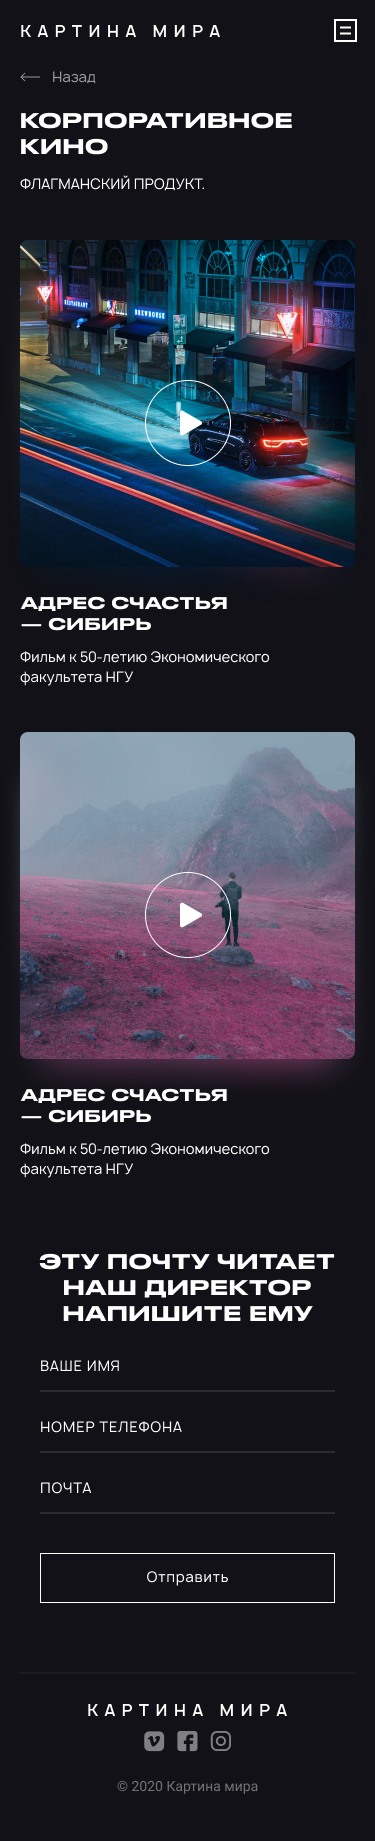 КАРТИНА МИРА
Назад
КОРПОРАТИВНОЕ
КИНО
ФЛАГМАНСКИЙ ПРОДУКТ.
RESTAURANT
BREWHOUSE
АДРЕС СЧАСТЬЯ
— СИБИРЬ
Фильм к 50-летию Экономического
факультета НГУ
АДРЕС СЧАСТЬЯ
— СИБИРЬ
Фильм к 50-летию Экономического
факультета НГУ
ЭТУ ПОЧТУ ЧИТАЕТ
НАШ ДИРЕКТОР
НАПИШИТЕ ЕМУ
ВАШЕ ИМЯ
НОМЕР ТЕЛЕФОНА
ПОЧТА
Отправить
КАРТИНА МИРА
© 2020 Картина мира